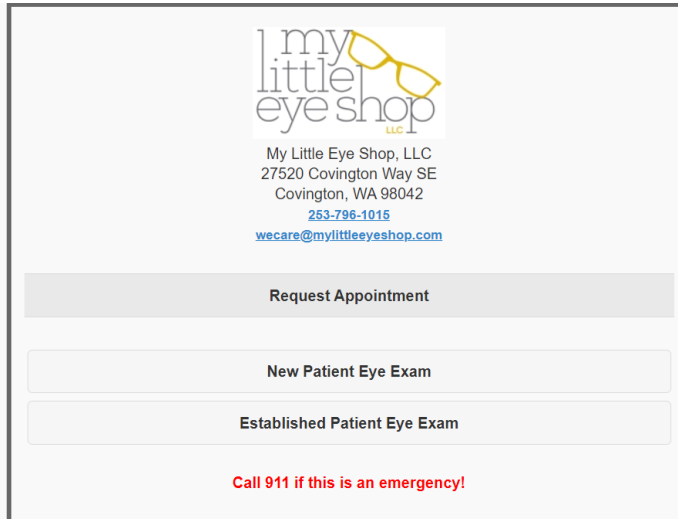 my
little
eye shop
LLC
My Little Eye Shop, LLC
27520 Covington Way SE
Covington, WA 98042
253-796-1015
wecare@mylittleeyeshop.com
Request Appointment
New Patient Eye Exam
Established Patient Eye Exam
Call 911 if this is an emergency!